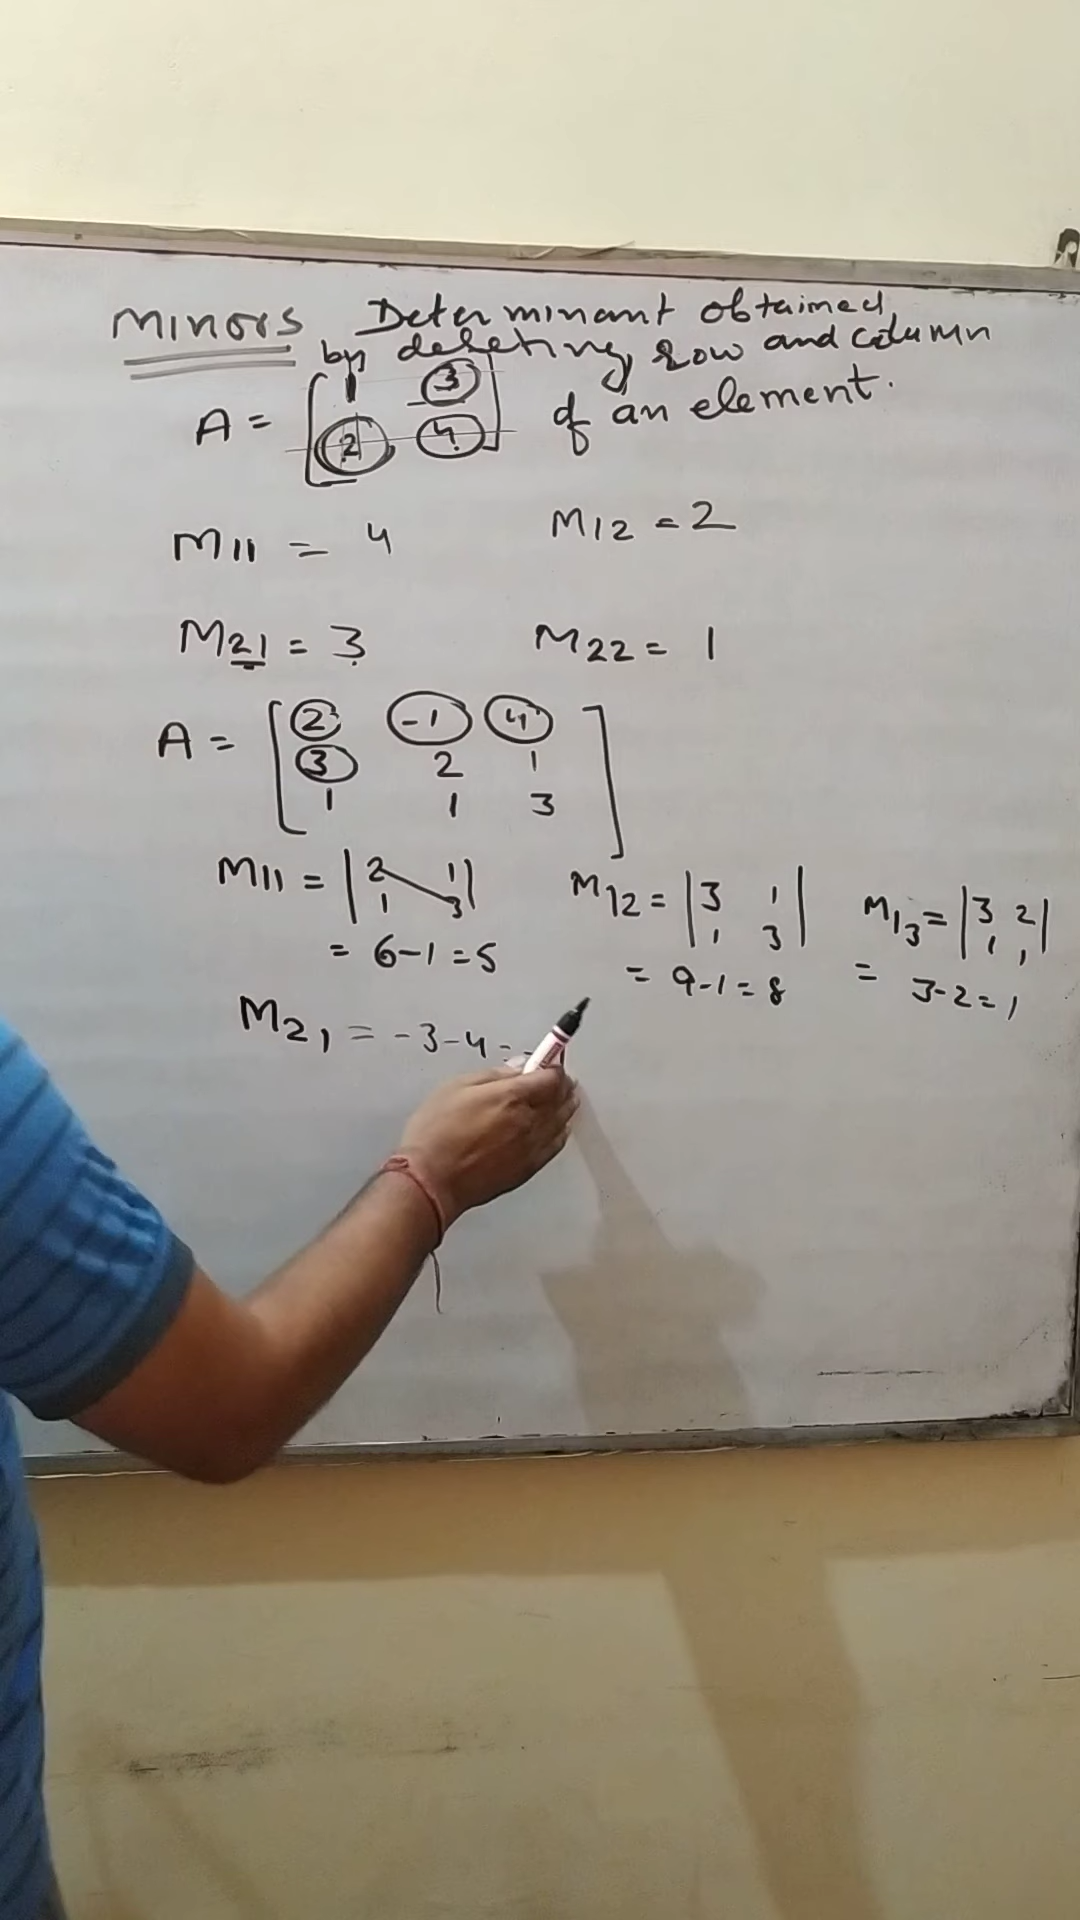 Minors Determinant obtained
by deleting row and column
of an element.
A = [1 3
2 4]
M11 = 4 M12 = 2
M21 = 3 M22 = 1
A = [2 -1 4
3 2 1
1 1 3]
M11 = |2 1| M12 = |3 1| M13 = |3 2|
|1 3| |1 3| |1 1|
= 6-1=5 = 9-1=8 = 3-2=1
M21 = -3-4 = -